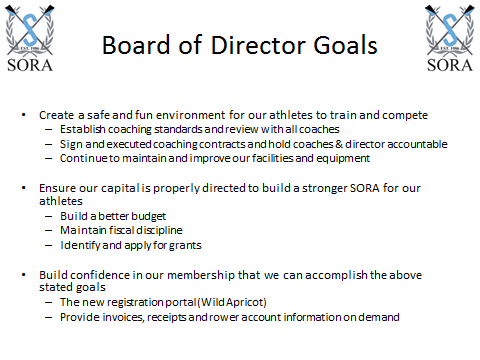 S
EST. 1986
SORA
Board of Director Goals
S
EST. 1986
SORA
• Create a safe and fun environment for our athletes to train and compete
– Establish coaching standards and review with all coaches
– Sign and executed coaching contracts and hold coaches & director accountable
– Continue to maintain and improve our facilities and equipment
• Ensure our capital is properly directed to build a stronger SORA for our
athletes
– Build a better budget
– Maintain fiscal discipline
– Identify and apply for grants
• Build confidence in our membership that we can accomplish the above
stated goals
– The new registration portal (Wild Apricot)
– Provide invoices, receipts and rower account information on demand